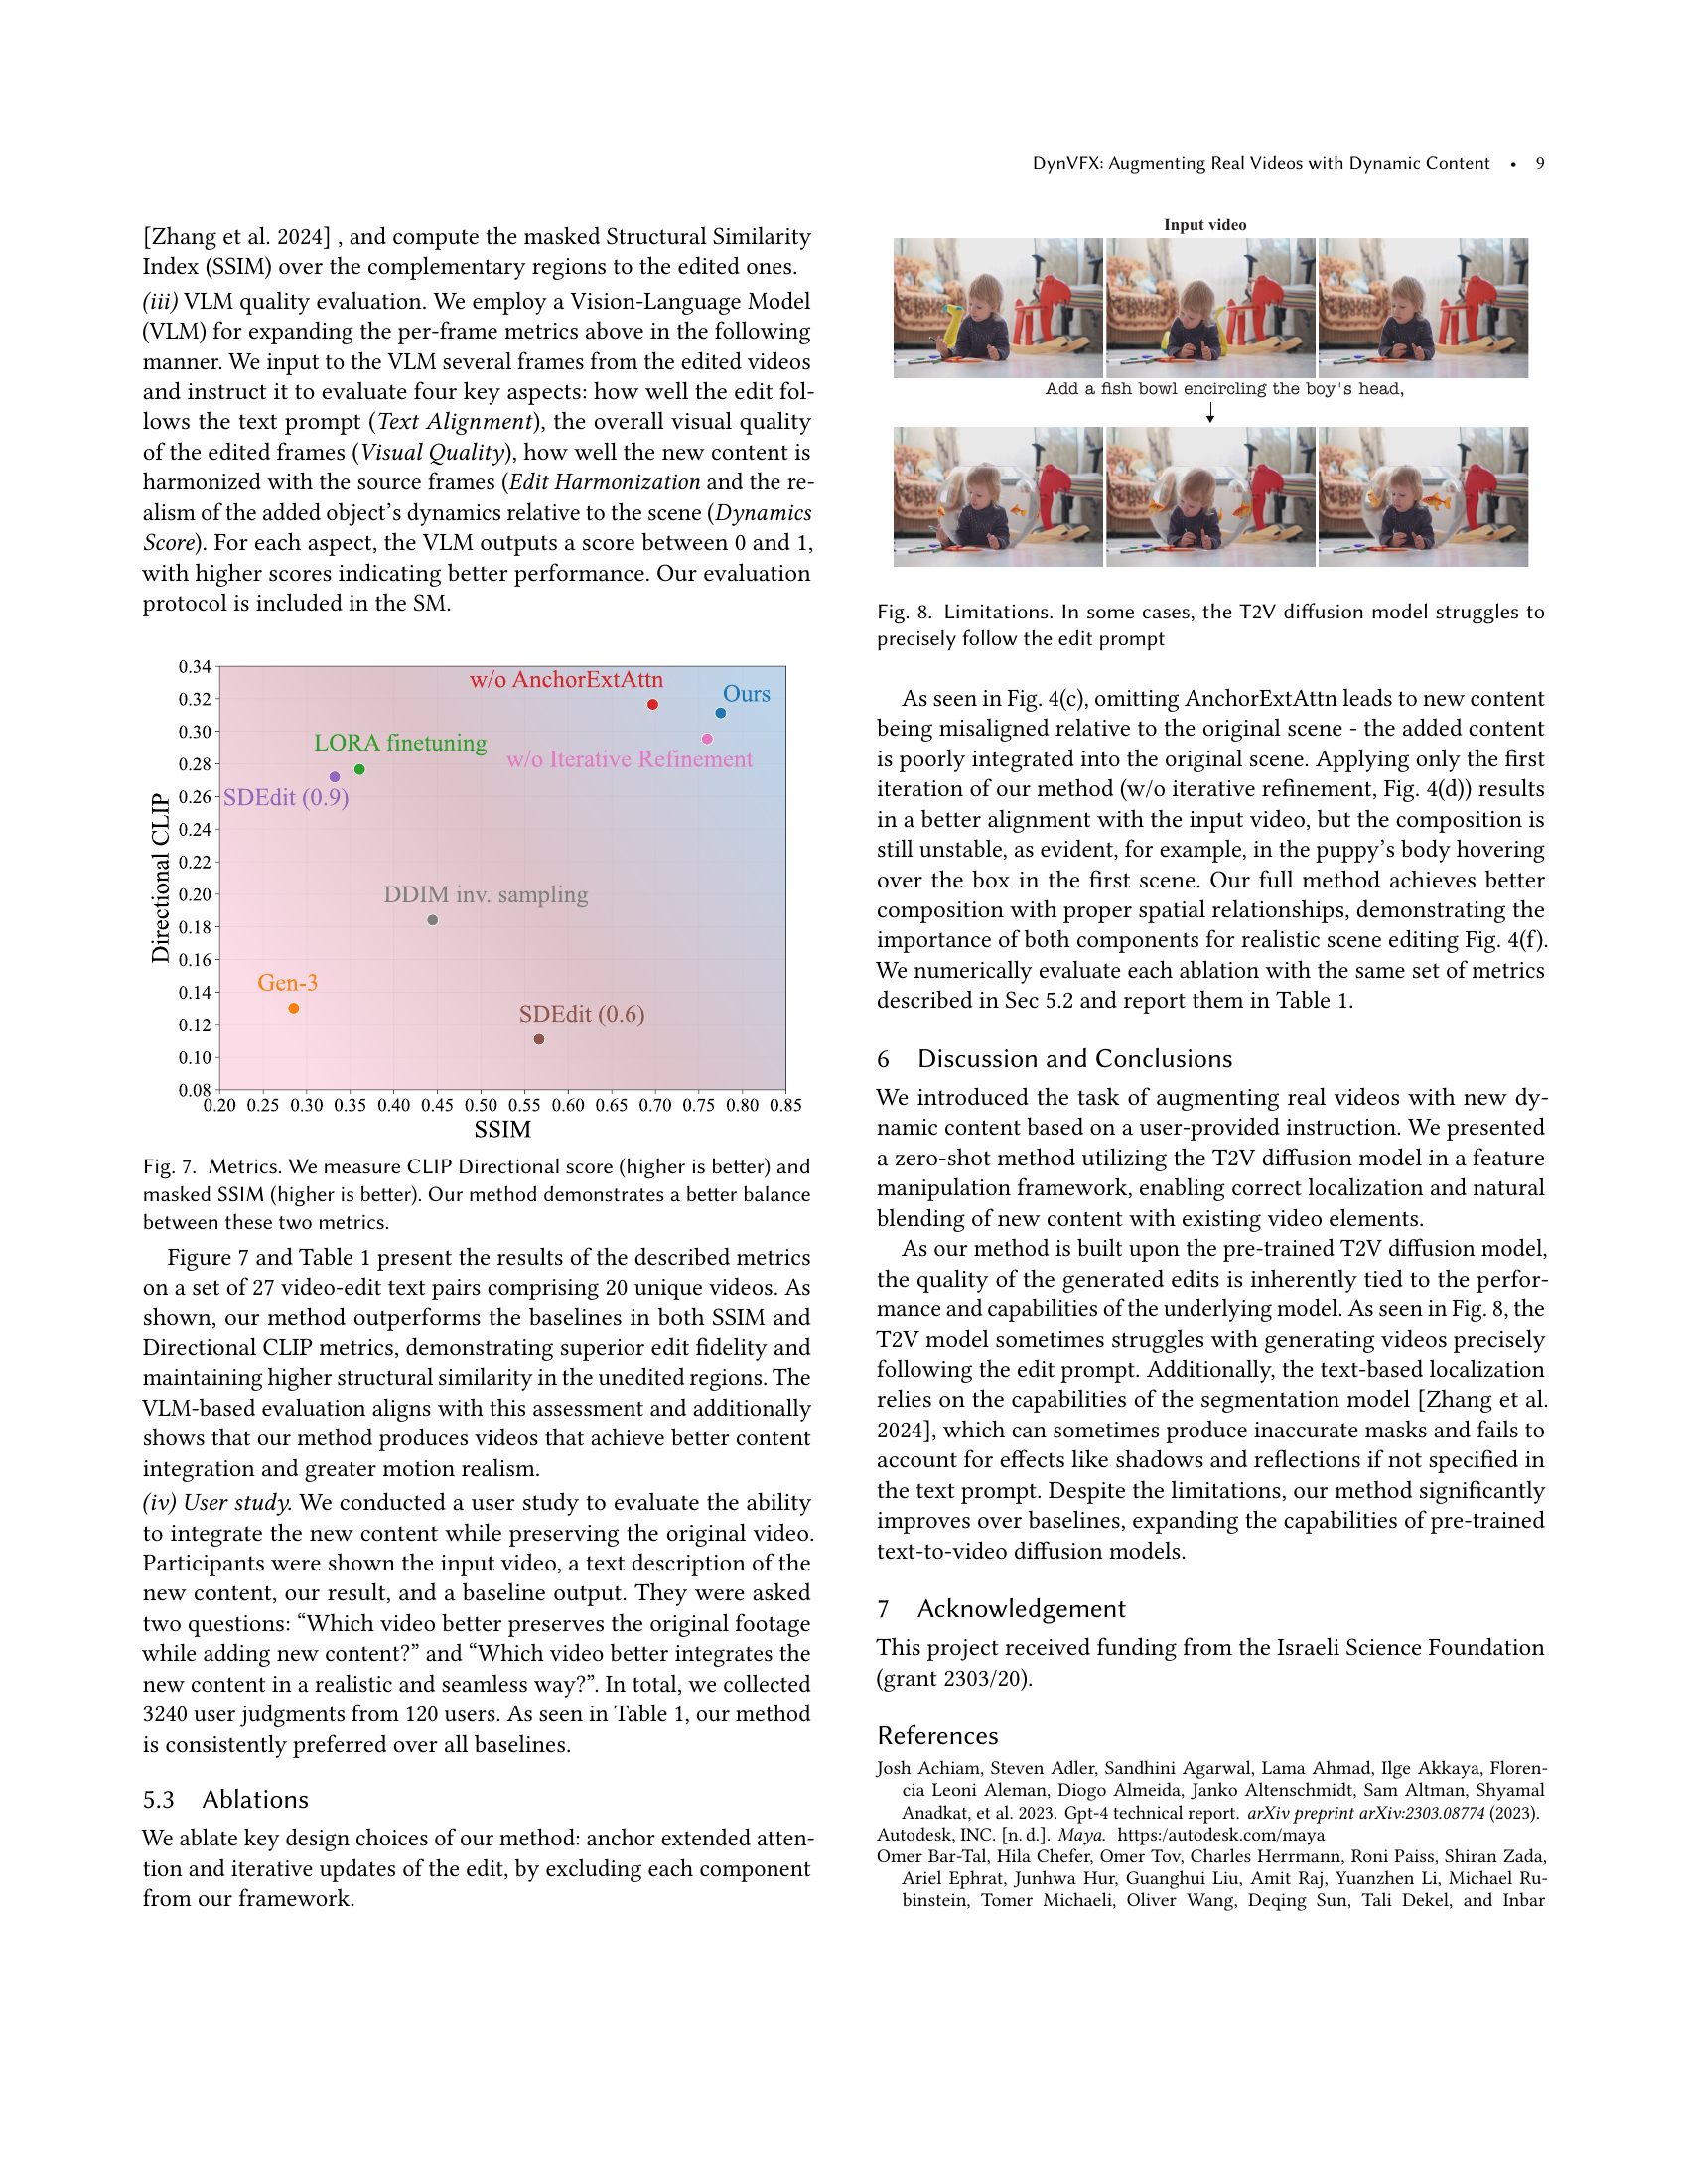 DynVFX: Augmenting Real Videos with Dynamic Content • 9
[Zhang et al. 2024] , and compute the masked Structural Similarity
Index (SSIM) over the complementary regions to the edited ones.
(iii) VLM quality evaluation. We employ a Vision-Language Model
(VLM) for expanding the per-frame metrics above in the following
manner. We input to the VLM several frames from the edited videos
and instruct it to evaluate four key aspects: how well the edit fol-
lows the text prompt (Text Alignment), the overall visual quality
of the edited frames (Visual Quality), how well the new content is
harmonized with the source frames (Edit Harmonization and the re-
alism of the added object's dynamics relative to the scene (Dynamics
Score). For each aspect, the VLM outputs a score between 0 and 1,
with higher scores indicating better performance. Our evaluation
protocol is included in the SM.
Directional CLIP
0.34
0.32
0.30
0.28
0.26
0.24
0.22
0.20
0.18
0.16
0.14
0.12
0.10
0.08
w/o AnchorExtAttn
Ours
LORA finetuning
w/o Iterative Refinement
SDEdit (0.9)
DDIM inv. sampling
Gen-3
SDEdit (0.6)
0.20 0.25 0.30 0.35 0.40 0.45 0.50 0.55 0.60 0.65 0.70 0.75 0.80 0.85
SSIM
Fig. 7. Metrics. We measure CLIP Directional score (higher is better) and
masked SSIM (higher is better). Our method demonstrates a better balance
between these two metrics.
Figure 7 and Table 1 present the results of the described metrics
on a set of 27 video-edit text pairs comprising 20 unique videos. As
shown, our method outperforms the baselines in both SSIM and
Directional CLIP metrics, demonstrating superior edit fidelity and
maintaining higher structural similarity in the unedited regions. The
VLM-based evaluation aligns with this assessment and additionally
shows that our method produces videos that achieve better content
integration and greater motion realism.
(iv) User study. We conducted a user study to evaluate the ability
to integrate the new content while preserving the original video.
Participants were shown the input video, a text description of the
new content, our result, and a baseline output. They were asked
two questions: “Which video better preserves the original footage
while adding new content?” and “Which video better integrates the
new content in a realistic and seamless way?”. In total, we collected
3240 user judgments from 120 users. As seen in Table 1, our method
is consistently preferred over all baselines.
5.3 Ablations
We ablate key design choices of our method: anchor extended atten-
tion and iterative updates of the edit, by excluding each component
from our framework.
Input video
Add a fish bowl encircling the boy's head,
Fig. 8. Limitations. In some cases, the T2V diffusion model struggles to
precisely follow the edit prompt
As seen in Fig. 4(c), omitting AnchorExtAttn leads to new content
being misaligned relative to the original scene - the added content
is poorly integrated into the original scene. Applying only the first
iteration of our method (w/o iterative refinement, Fig. 4(d)) results
in a better alignment with the input video, but the composition is
still unstable, as evident, for example, in the puppy's body hovering
over the box in the first scene. Our full method achieves better
composition with proper spatial relationships, demonstrating the
importance of both components for realistic scene editing Fig. 4(f).
We numerically evaluate each ablation with the same set of metrics
described in Sec 5.2 and report them in Table 1.
6 Discussion and Conclusions
We introduced the task of augmenting real videos with new dy-
namic content based on a user-provided instruction. We presented
a zero-shot method utilizing the T2V diffusion model in a feature
manipulation framework, enabling correct localization and natural
blending of new content with existing video elements.
As our method is built upon the pre-trained T2V diffusion model,
the quality of the generated edits is inherently tied to the perfor-
mance and capabilities of the underlying model. As seen in Fig. 8, the
T2V model sometimes struggles with generating videos precisely
following the edit prompt. Additionally, the text-based localization
relies on the capabilities of the segmentation model [Zhang et al.
2024], which can sometimes produce inaccurate masks and fails to
account for effects like shadows and reflections if not specified in
the text prompt. Despite the limitations, our method significantly
improves over baselines, expanding the capabilities of pre-trained
text-to-video diffusion models.
7 Acknowledgement
This project received funding from the Israeli Science Foundation
(grant 2303/20).
References
Josh Achiam, Steven Adler, Sandhini Agarwal, Lama Ahmad, Ilge Akkaya, Floren-
cia Leoni Aleman, Diogo Almeida, Janko Altenschmidt, Sam Altman, Shyamal
Anadkat, et al. 2023. Gpt-4 technical report. arXiv preprint arXiv:2303.08774 (2023).
Autodesk, INC. [n. d.]. Maya. https:/autodesk.com/maya
Omer Bar-Tal, Hila Chefer, Omer Tov, Charles Herrmann, Roni Paiss, Shiran Zada,
Ariel Ephrat, Junhwa Hur, Guanghui Liu, Amit Raj, Yuanzhen Li, Michael Ru-
binstein, Tomer Michaeli, Oliver Wang, Deqing Sun, Tali Dekel, and Inbar